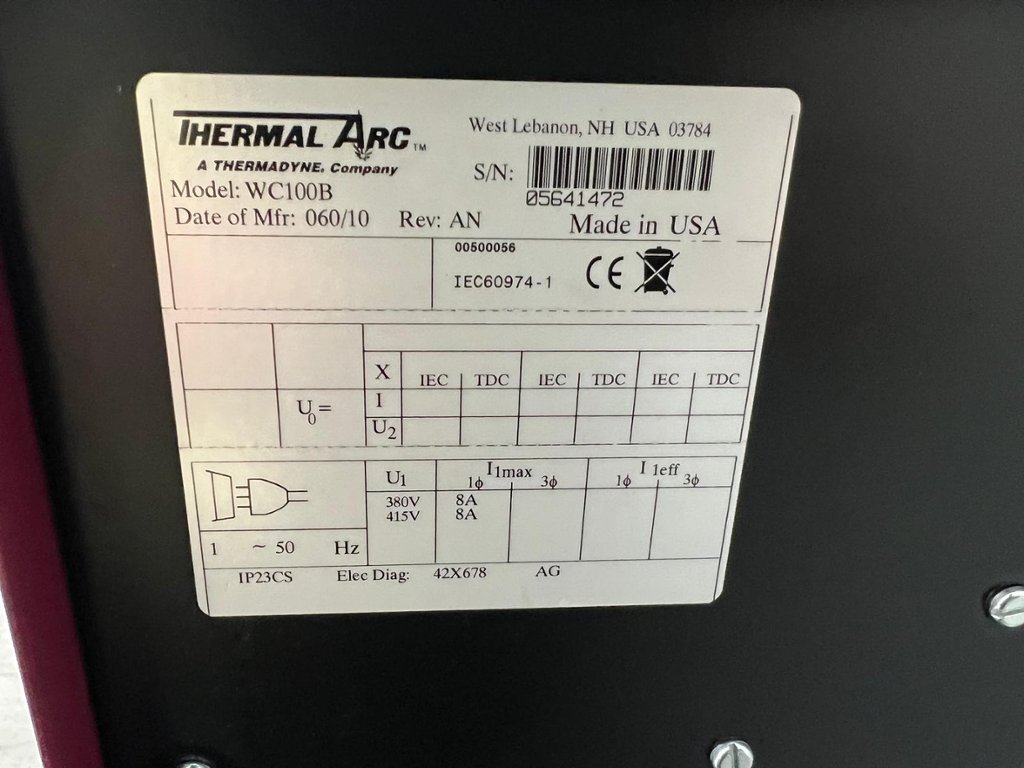 THERMAL ARC™
A THERMADYNE® Company
West Lebanon, NH USA 03784
S/N:
05641472
Model: WC100B
Date of Mfr: 060/10 Rev: AN
Made in USA
00500056
IEC60974-1
CE
X IEC TDC IEC TDC IEC TDC
U0= I
U2
U1 I1max I1eff
1ϕ 3ϕ 1ϕ 3ϕ
380V 8A
415V 8A
1 ~ 50 Hz
IP23CS Elec Diag: 42X678 AG